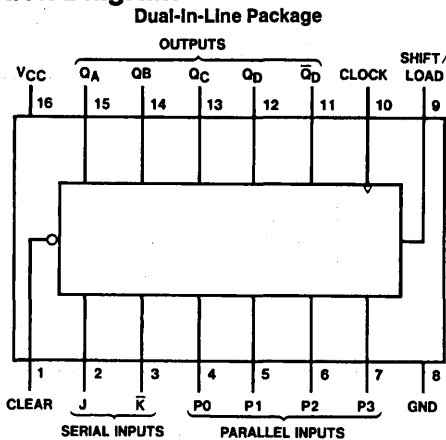 Dual-In-Line Package
OUTPUTS
VCC QA QB QC QD Q̅D CLOCK SHIFT/
LOAD
16 15 14 13 12 11 10 9
1 2 3 4 5 6 7 8
CLEAR J K̅ P0 P1 P2 P3 GND
SERIAL INPUTS PARALLEL INPUTS